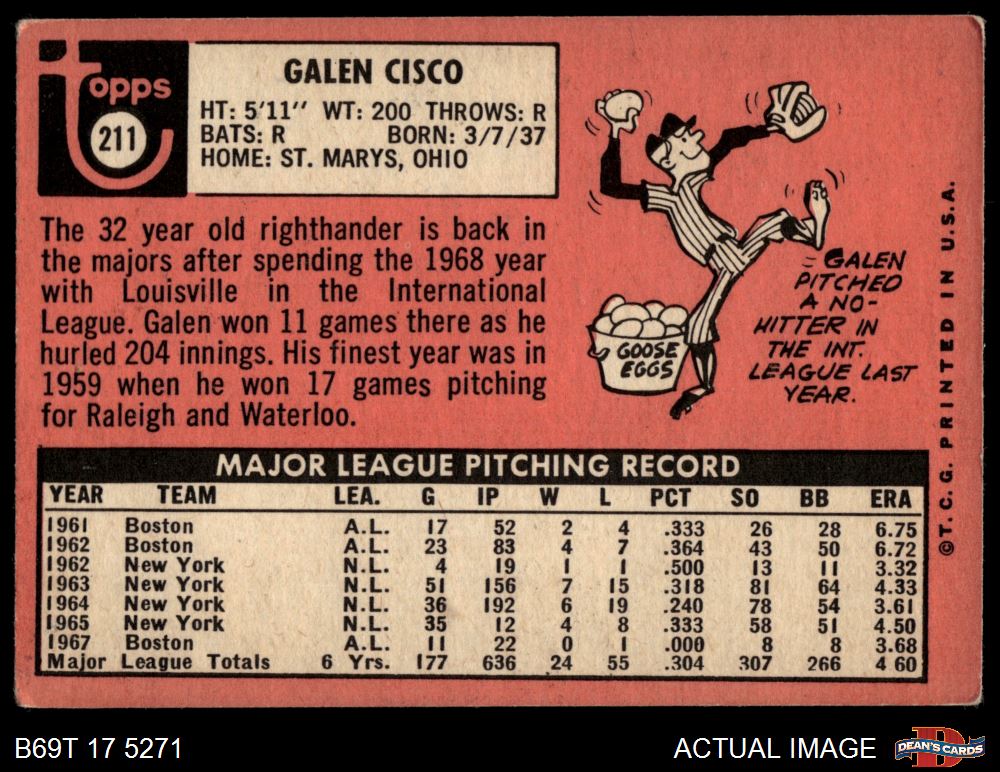 Topps
211
GALEN CISCO
HT: 5'11" WT: 200 THROWS: R
BATS: R BORN: 3/7/37
HOME: ST. MARYS, OHIO
The 32 year old righthander is back in
the majors after spending the 1968 year
with Louisville in the International
League. Galen won 11 games there as he
hurled 204 innings. His finest year was in
1959 when he won 17 games pitching
for Raleigh and Waterloo.
GALEN
PITCHED
A NO-
HITTER IN
THE INT.
LEAGUE LAST
YEAR.
GOOSE
EGGS
©T. C. G. PRINTED IN U.S.A.
MAJOR LEAGUE PITCHING RECORD
YEAR TEAM LEA. G IP W L PCT SO BB ERA
1961 Boston A.L. 17 52 2 4 .333 26 28 6.75
1962 Boston A.L. 23 83 4 7 .364 43 50 6.72
1962 New York N.L. 4 19 1 1 .500 13 11 3.32
1963 New York N.L. 51 156 7 15 .318 81 64 4.33
1964 New York N.L. 36 192 6 19 .240 78 54 3.61
1965 New York N.L. 35 12 4 8 .333 58 51 4.50
1967 Boston A.L. 11 22 0 1 .000 8 8 3.68
Major League Totals 6 Yrs. 177 636 24 55 .304 307 266 4 60
B69T 17 5271
ACTUAL IMAGE
D
DEAN'S CARDS